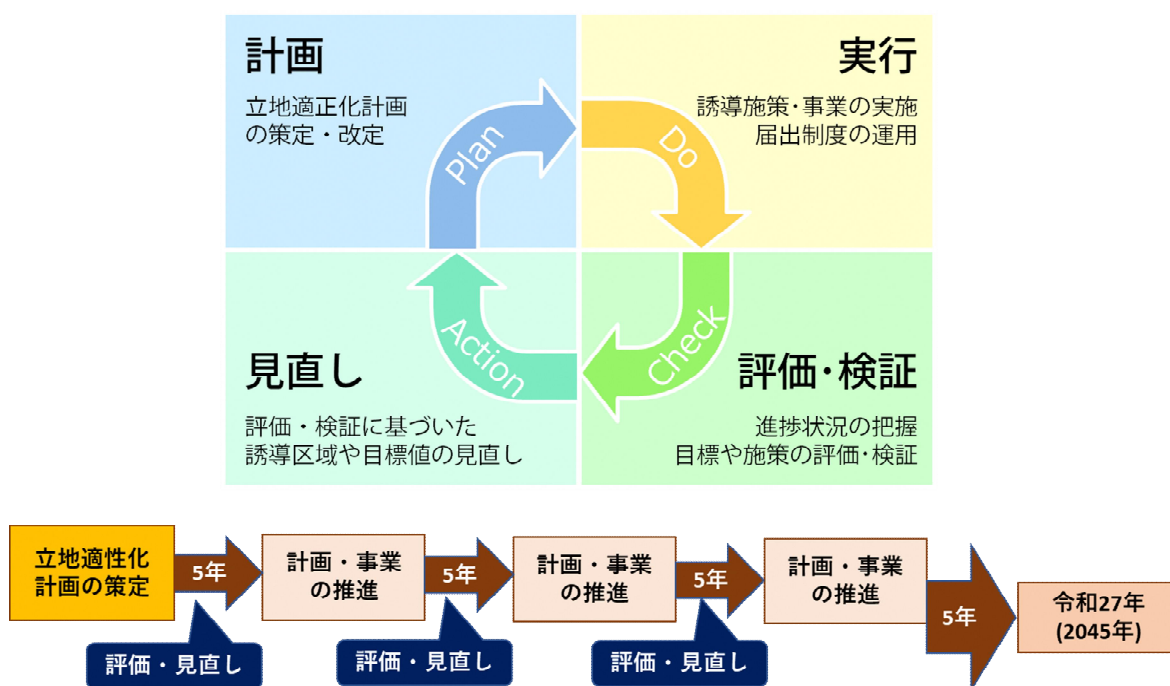 計画
立地適正化計画
の策定・改定
Plan
実行
誘導施策・事業の実施
届出制度の運用
Do
見直し
評価・検証に基づいた
誘導区域や目標値の見直し
Action
評価・検証
進捗状況の把握
目標や施策の評価・検証
Check
立地適性化
計画の策定
5年
計画・事業
の推進
5年
計画・事業
の推進
5年
計画・事業
の推進
5年
令和27年
(2045年)
評価・見直し
評価・見直し
評価・見直し